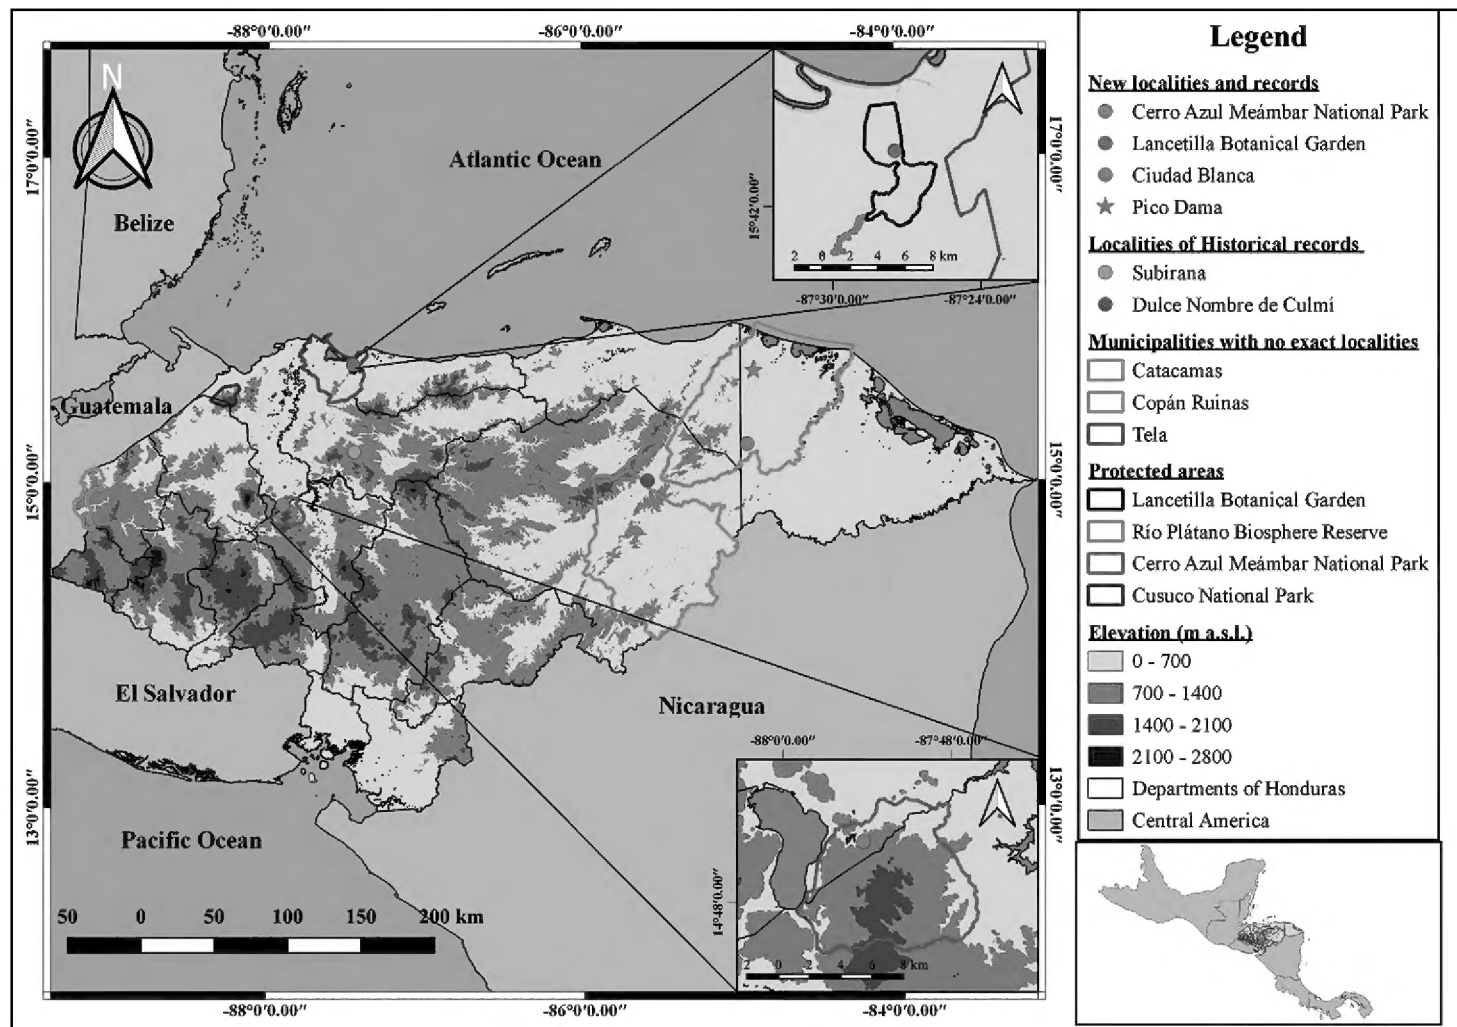 -88°0'0.00"
-86°0'0.00"
-84°0'0.00"
N
17°0'0.00"
Atlantic Ocean
Belize
15°42'0.00"
2 0 2 4 6 8 km
-87°30'0.00"
-87°24'0.00"
17°0'0.00"
Guatemala
15°0'0.00"
15°0'0.00"
El Salvador
Nicaragua
-88°0'0.00"
-87°48'0.00"
13°0'0.00"
13°0'0.00"
Pacific Ocean
14°48'0.00"
50 0 50 100 150 200 km
2 0 2 4 6 8 km
-88°0'0.00"
-86°0'0.00"
-84°0'0.00"
Legend
New localities and records
Cerro Azul Meámbar National Park
Lancetilla Botanical Garden
Ciudad Blanca
Pico Dama
Localities of Historical records
Subirana
Dulce Nombre de Culmí
Municipalities with no exact localities
Catacamas
Copán Ruinas
Tela
Protected areas
Lancetilla Botanical Garden
Río Plátano Biosphere Reserve
Cerro Azul Meámbar National Park
Cusuco National Park
Elevation (m a.s.l.)
0 - 700
700 - 1400
1400 - 2100
2100 - 2800
Departments of Honduras
Central America